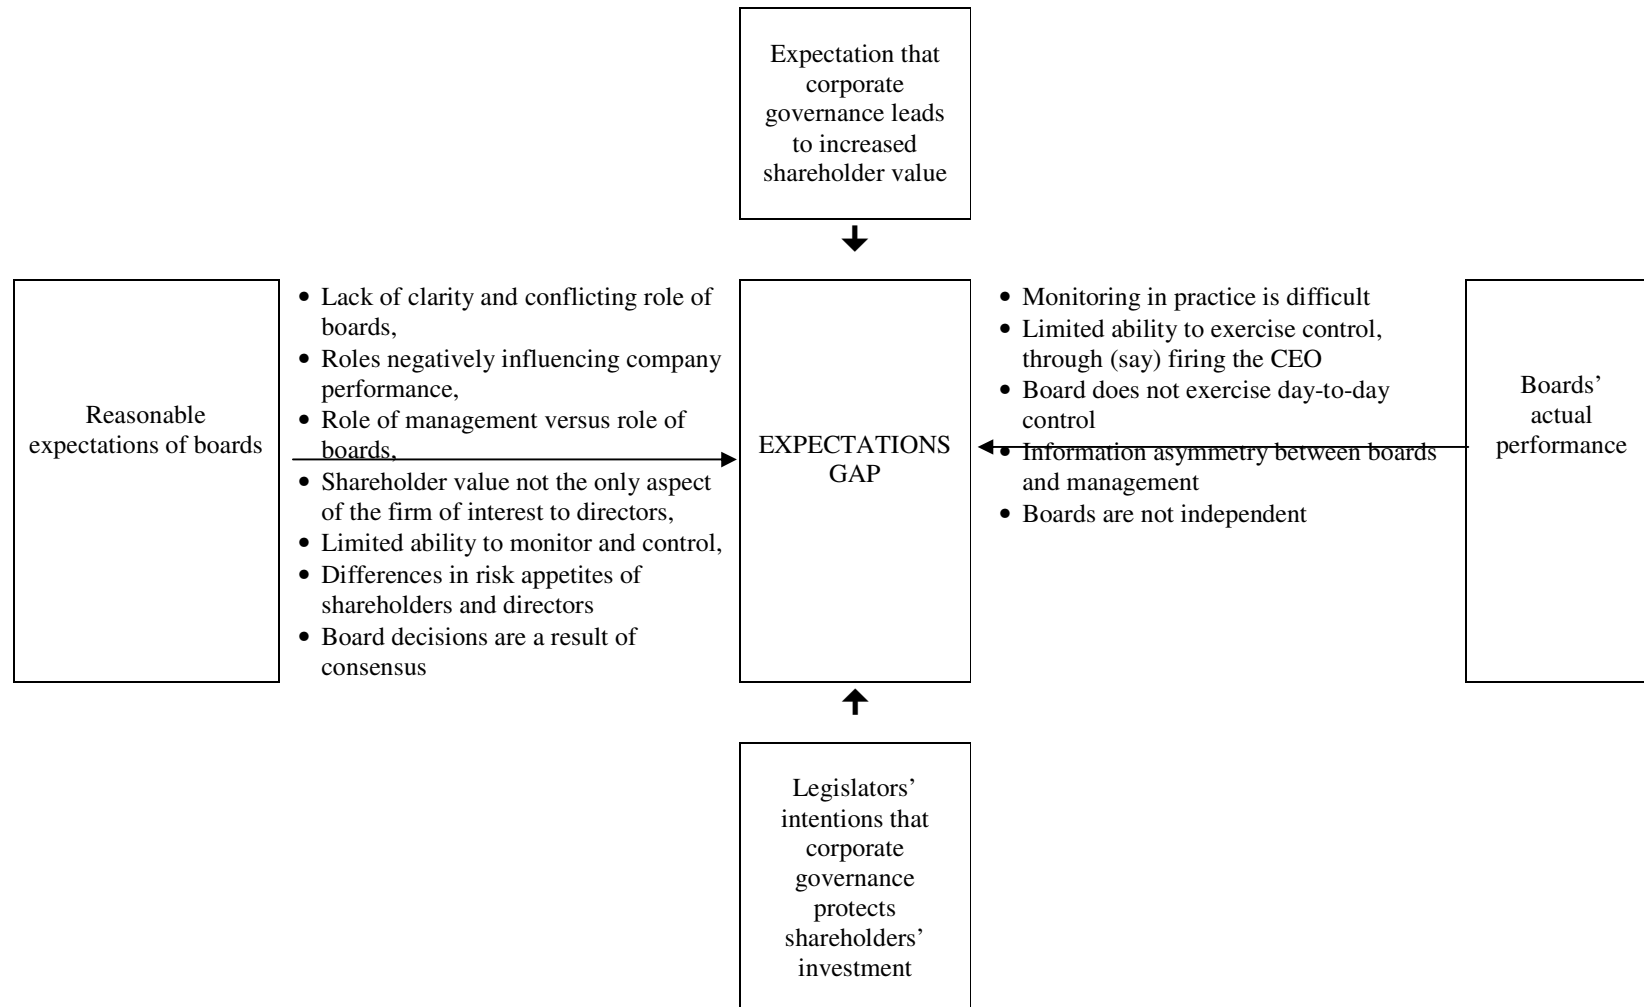 Expectation that
corporate
governance leads
to increased
shareholder value
Reasonable
expectations of boards
• Lack of clarity and conflicting role of
boards,
• Roles negatively influencing company
performance,
• Role of management versus role of
boards,
• Shareholder value not the only aspect
of the firm of interest to directors,
• Limited ability to monitor and control,
• Differences in risk appetites of
shareholders and directors
• Board decisions are a result of
consensus
EXPECTATIONS
GAP
• Monitoring in practice is difficult
• Limited ability to exercise control,
through (say) firing the CEO
• Board does not exercise day-to-day
control
• Information asymmetry between boards
and management
• Boards are not independent
Boards’
actual
performance
Legislators’
intentions that
corporate
governance
protects
shareholders’
investment